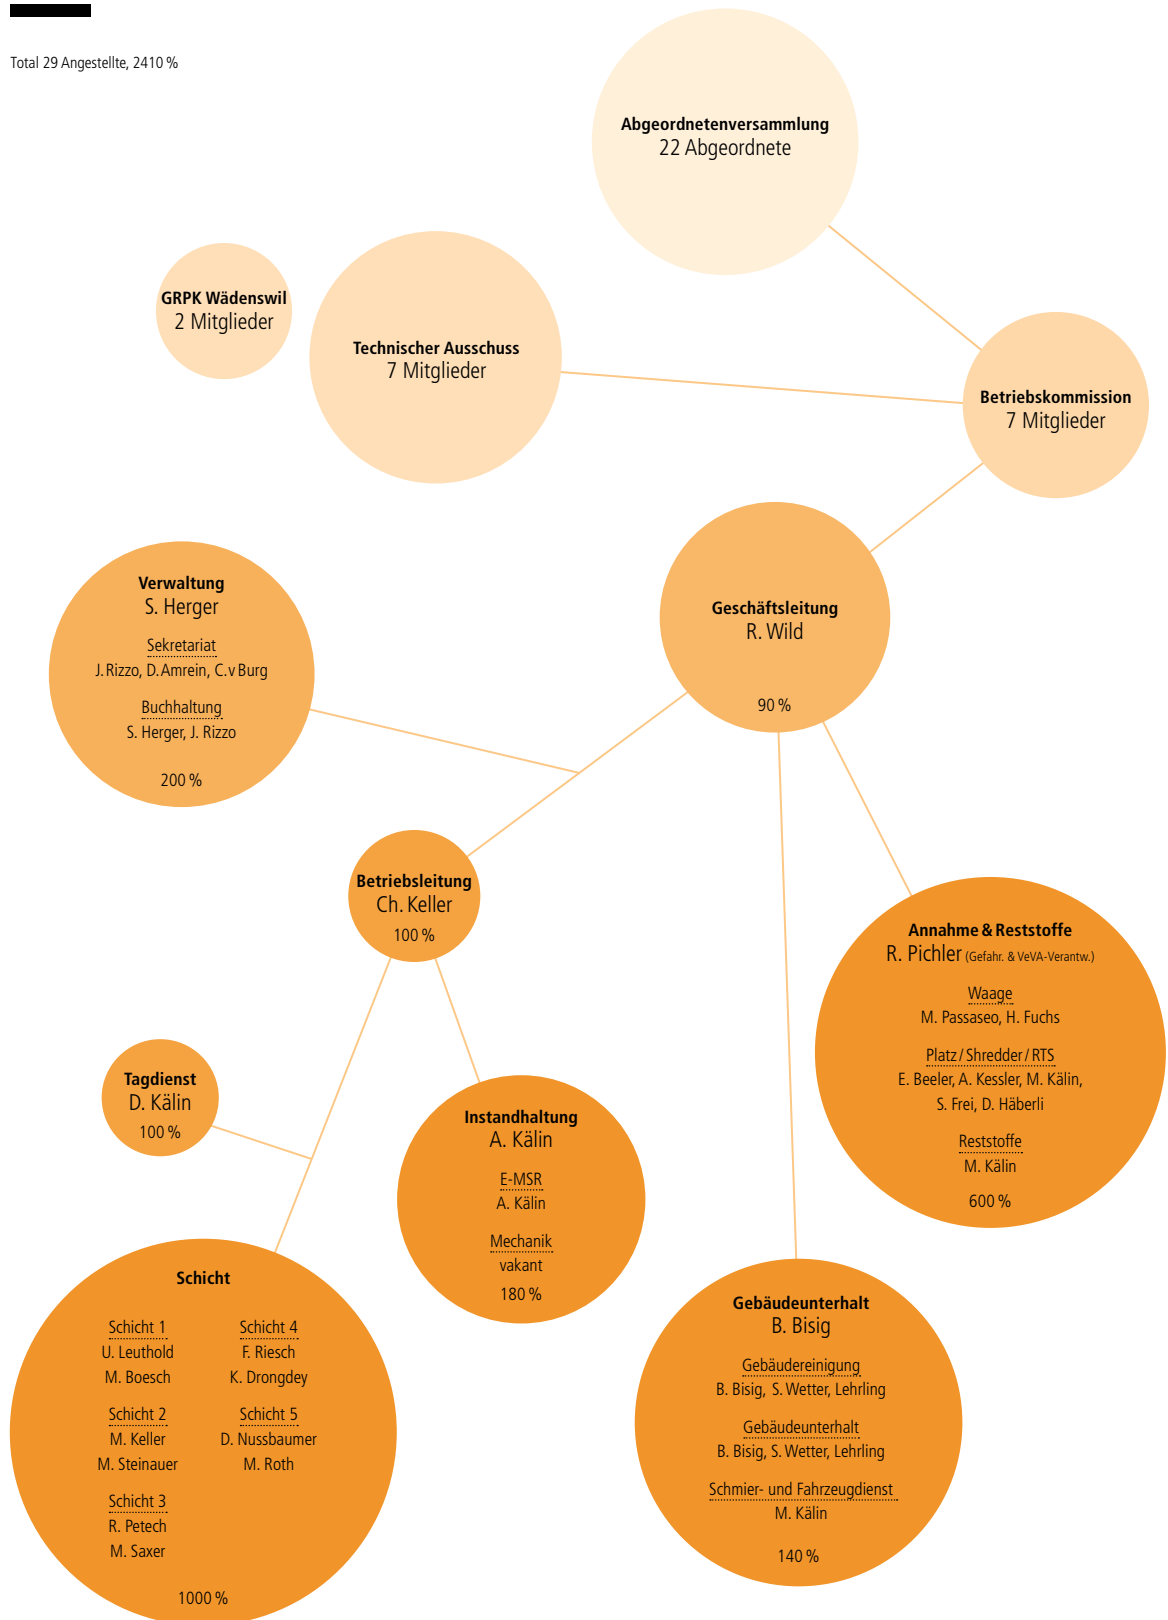 Total 29 Angestellte, 2410 %
Abgeordnetenversammlung
22 Abgeordnete
GRPK Wädenswil
2 Mitglieder
Technischer Ausschuss
7 Mitglieder
Betriebskommission
7 Mitglieder
Geschäftsleitung
R. Wild
90 %
Verwaltung
S. Herger
Sekretariat
J. Rizzo, D. Amrein, C. v Burg
Buchhaltung
S. Herger, J. Rizzo
200 %
Betriebsleitung
Ch. Keller
100 %
Annahme & Reststoffe
R. Pichler (Gefahr. & VeVA-Verantw.)
Waage
M. Passaseo, H. Fuchs
Platz / Shredder / RTS
E. Beeler, A. Kessler, M. Kälin,
S. Frei, D. Häberli
Reststoffe
M. Kälin
600 %
Tagdienst
D. Kälin
100 %
Instandhaltung
A. Kälin
E-MSR
A. Kälin
Mechanik
vakant
180 %
Schicht
Schicht 1
U. Leuthold
M. Boesch
Schicht 2
M. Keller
M. Steinauer
Schicht 3
R. Petech
M. Saxer
Schicht 4
F. Riesch
K. Drongdey
Schicht 5
D. Nussbaumer
M. Roth
1000 %
Gebäudeunterhalt
B. Bisig
Gebäudereinigung
B. Bisig, S. Wetter, Lehrling
Gebäudeunterhalt
B. Bisig, S. Wetter, Lehrling
Schmier- und Fahrzeugdienst
M. Kälin
140 %